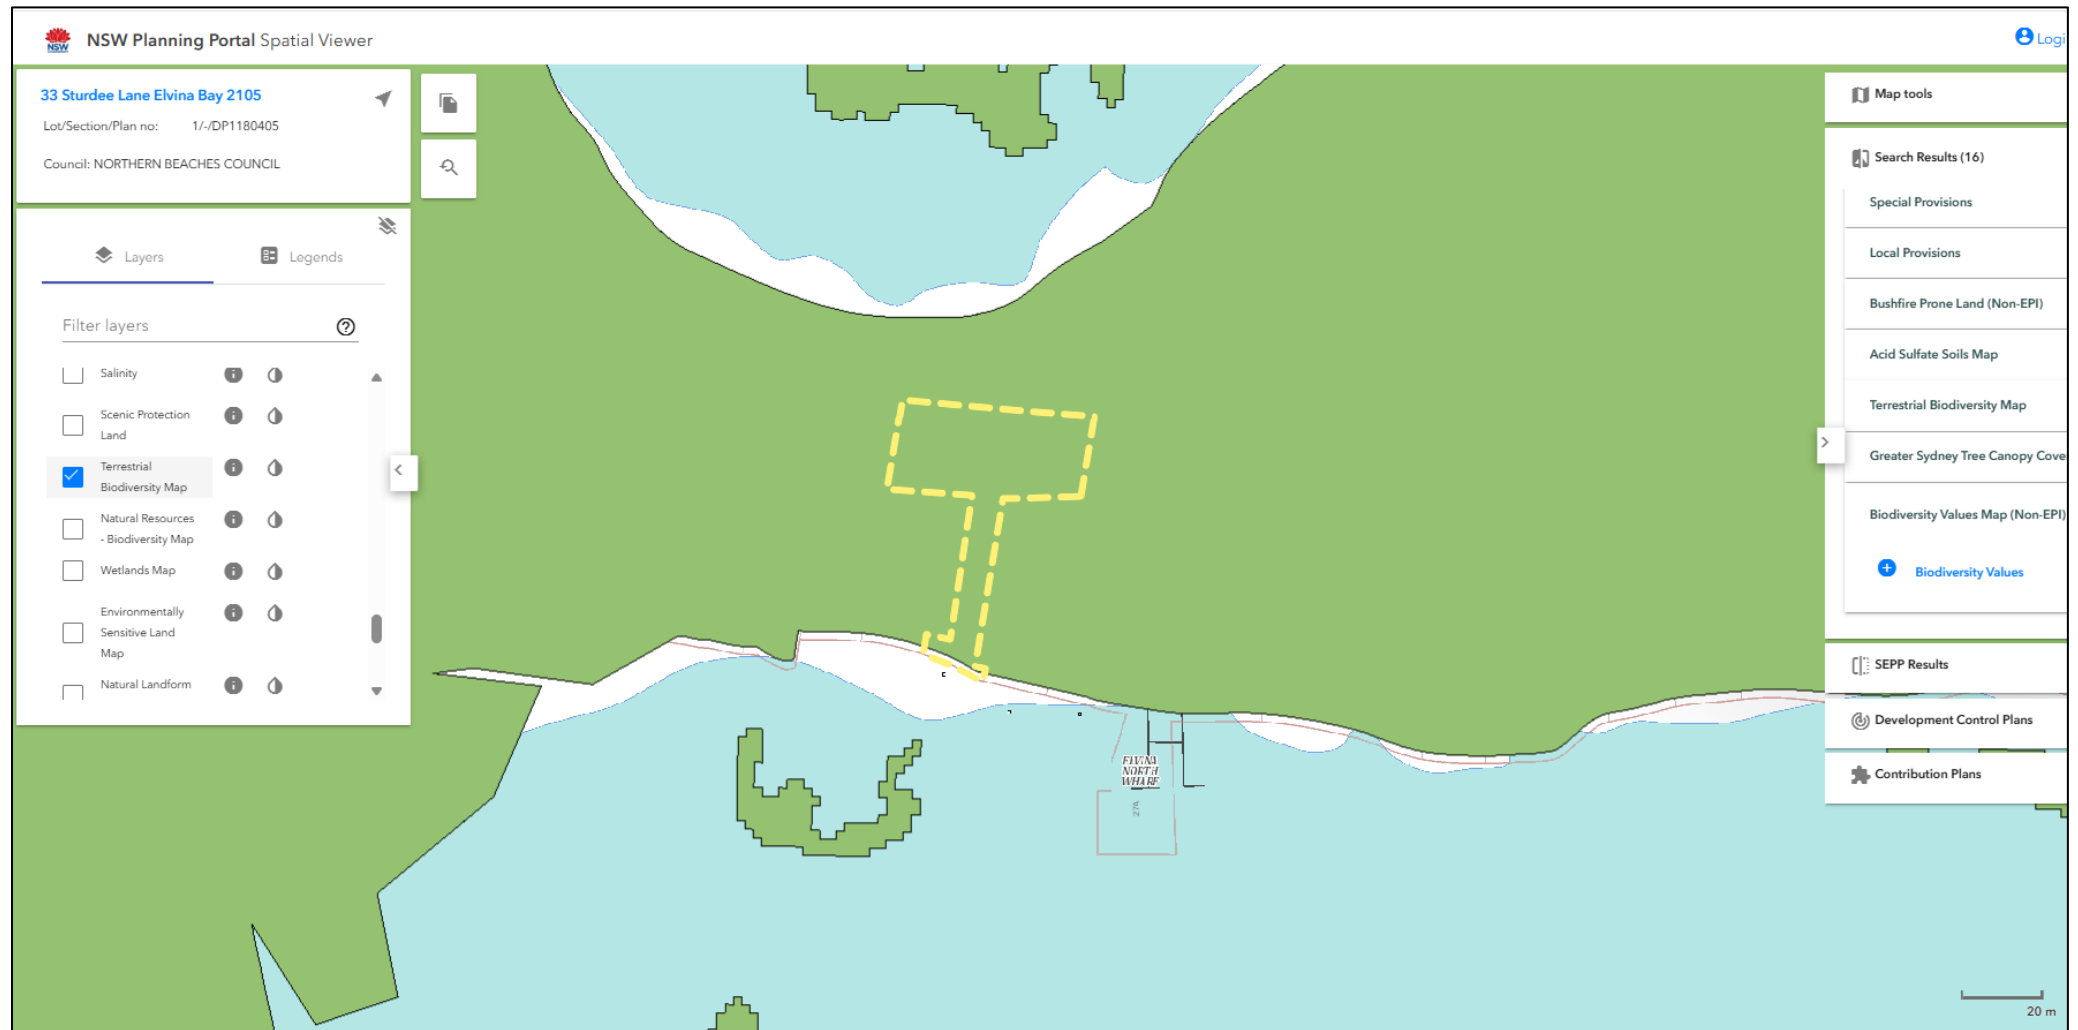 NSW
NSW Planning Portal Spatial Viewer
Logi
33 Sturdee Lane Elvina Bay 2105
Lot/Section/Plan no: 1/-/DP1180405
Council: NORTHERN BEACHES COUNCIL
Layers
Legends
Filter layers
Salinity
Scenic Protection
Land
Terrestrial
Biodiversity Map
Natural Resources
- Biodiversity Map
Wetlands Map
Environmentally
Sensitive Land
Map
Natural Landform
ELVINA
NORTH
WHARF
27A
Map tools
Search Results (16)
Special Provisions
Local Provisions
Bushfire Prone Land (Non-EPI)
Acid Sulfate Soils Map
Terrestrial Biodiversity Map
Greater Sydney Tree Canopy Cove
Biodiversity Values Map (Non-EPI)
Biodiversity Values
SEPP Results
Development Control Plans
Contribution Plans
20 m